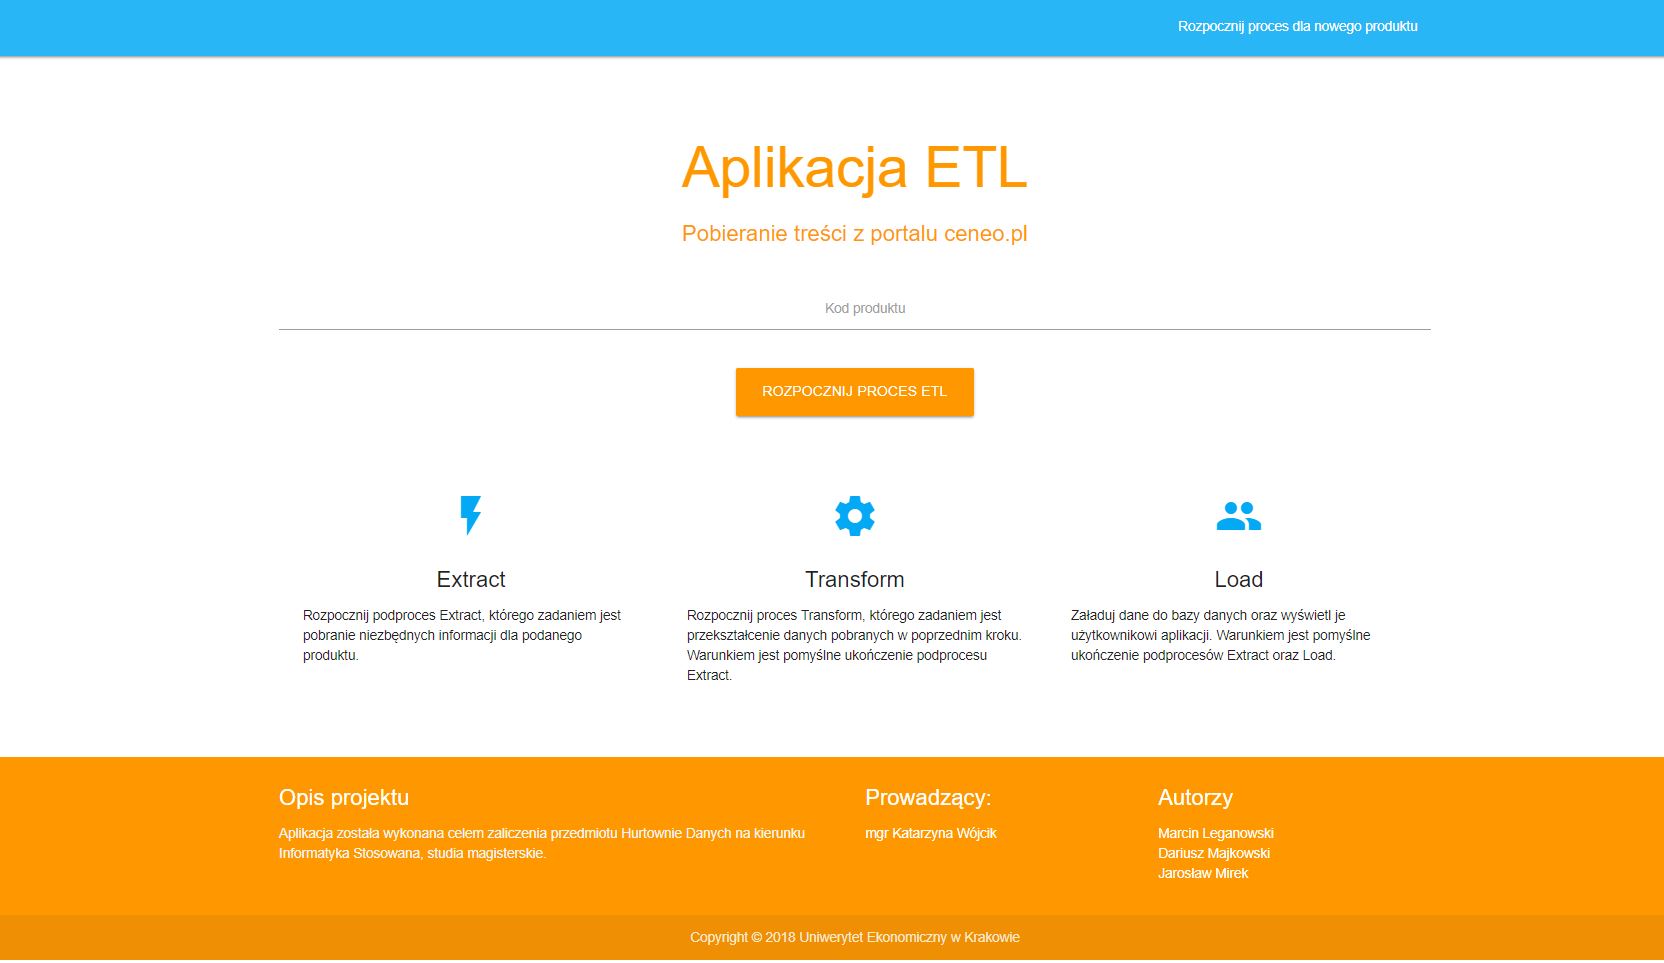 Rozpocznij proces dla nowego produktu
Aplikacja ETL
Pobieranie treści z portalu ceneo.pl
Kod produktu
ROZPOCZNIJ PROCES ETL
Extract
Rozpocznij podproces Extract, którego zadaniem jest
pobranie niezbędnych informacji dla podanego
produktu.
Transform
Rozpocznij proces Transform, którego zadaniem jest
przekształcenie danych pobranych w poprzednim kroku.
Warunkiem jest pomyślne ukończenie podprocesu
Extract.
Load
Załaduj dane do bazy danych oraz wyświetl je
użytkownikowi aplikacji. Warunkiem jest pomyślne
ukończenie podprocesów Extract oraz Load.
Opis projektu
Aplikacja została wykonana celem zaliczenia przedmiotu Hurtownie Danych na kierunku
Informatyka Stosowana, studia magisterskie.
Prowadzący:
mgr Katarzyna Wójcik
Autorzy
Marcin Leganowski
Dariusz Majkowski
Jarosław Mirek
Copyright © 2018 Uniwerytet Ekonomiczny w Krakowie